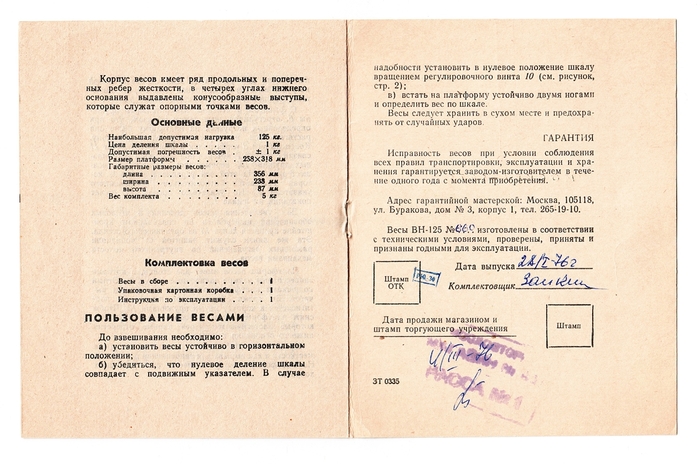 Корпус весов имеет ряд продольных и попереч-
ных ребер жесткости, в четырех углах нижнего
основания выдавлены конусообразные выступы,
которые служат опорными точками весов.
Основные данные
Наибольшая допустимая нагрузка 125 кг
Цена деления шкалы . . . . 1 кг
Допустимая погрешность весов . ± 1 кг
Размер платформы . . . . 238×318 мм
Габаритные размеры весов:
длина . . . . . . . 356 мм
ширина . . . . . . . 238 мм
высота . . . . . . . 87 мм
Вес комплекта . . . . . 5 кг
Комплектовка весов
Весы в сборе . . . . . . 1
Упаковочная картонная коробка . . 1
Инструкция по эксплуатации . . . 1
ПОЛЬЗОВАНИЕ ВЕСАМИ
До взвешивания необходимо:
а) установить весы устойчиво в горизонтальном
положении;
б) убедиться, что нулевое деление шкалы
совпадает с подвижным указателем. В случае
надобности установить в нулевое положение шкалу
вращением регулировочного винта 10 (см. рисунок,
стр. 2);
в) встать на платформу устойчиво двумя ногами
и определить вес по шкале.
Весы следует хранить в сухом месте и предохра-
нять от случайных ударов.
ГАРАНТИЯ
Исправность весов при условии соблюдения
всех правил транспортировки, эксплуатации и хра-
нения гарантируется заводом-изготовителем в тече-
ние одного года с момента приобретения.
Адрес гарантийной мастерской: Москва, 105118,
ул. Буракова, дом № 3, корпус 1, тел. 265-19-10.
Весы ВН-125 № изготовлены в соответствии
с техническими условиями, проверены, приняты и
признаны годными для эксплуатации.
Штамп
ОТК
Дата выпуска 22/I-76г
Комплектовщик Заикин
Дата продажи магазином и
штамп торгующего учреждения
Штамп
III-76
КАССА №
ЗТ 0335